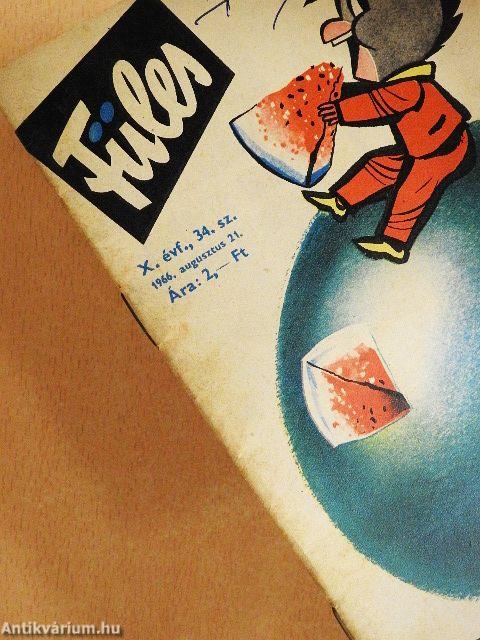 Füles
X. évf., 34. sz.
1966. augusztus 21.
Ára: 2,— Ft
Antikvárium.hu